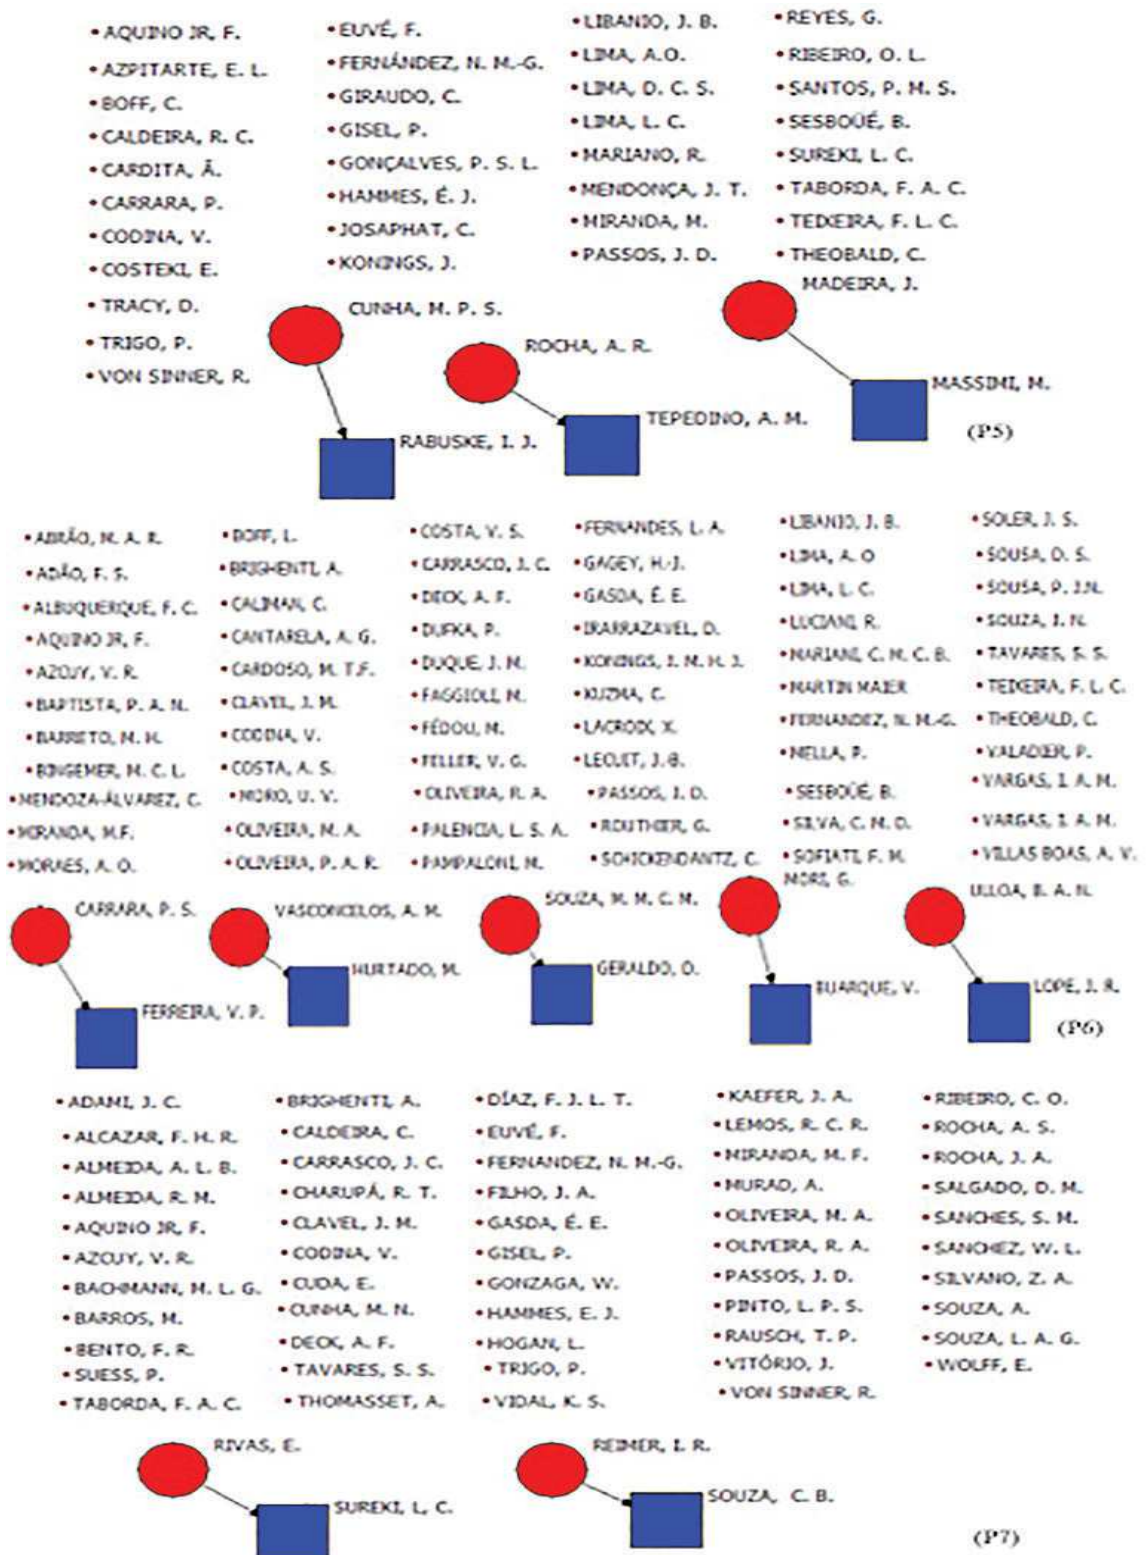 • AQUINO JR, F.
• AZPITARTE, E. L.
• BOFF, C.
• CALDEIRA, R. C.
• CARDITA, Â.
• CARRARA, P.
• CODINA, V.
• COSTEKI, E.
• TRACY, D.
• TRIGO, P.
• VON SINNER, R.
• EUVÉ, F.
• FERNÁNDEZ, N. M.-G.
• GIRAUDO, C.
• GISEL, P.
• GONÇALVES, P. S. L.
• HAMMES, É. J.
• JOSAPHAT, C.
• KONINGS, J.
• LIBANIO, J. B.
• LIMA, A.O.
• LIMA, D. C. S.
• LIMA, L. C.
• MARIANO, R.
• MENDONÇA, J. T.
• MIRANDA, M.
• PASSOS, J. D.
• REYES, G.
• RIBEIRO, O. L.
• SANTOS, P. M. S.
• SESBOÜÉ, B.
• SUREKI, L. C.
• TABORDA, F. A. C.
• TEIXEIRA, F. L. C.
• THEOBALD, C.
CUNHA, M. P. S.
RABUSKE, I. J.
ROCHA, A. R.
TEPEDINO, A. M.
MADEIRA, J.
MASSIMI, M.
(P5)
• ABRÃO, M. A. R.
• ADÃO, F. S.
• ALBUQUERQUE, F. C.
• AQUINO JR, F.
• AZCUY, V. R.
• BAPTISTA, P. A. N.
• BARRETO, M. H.
• BINGEMER, M. C. L.
• MENDOZA-ÁLVAREZ, C.
• MIRANDA, M.F.
• MORAES, A. O.
• BOFF, L.
• BRIGHENTI, A.
• CALIMAN, C.
• CANTARELA, A. G.
• CARDOSO, M. T.F.
• CLAVEL, J. M.
• CODINA, V.
• COSTA, A. S.
• MORO, U. V.
• OLIVEIRA, M. A.
• OLIVEIRA, P. A. R.
• COSTA, V. S.
• CARRASCO, J. C.
• DECK, A. F.
• DUFKA, P.
• DUQUE, J. M.
• FAGGIOLI, M.
• FÉDOU, M.
• FELLER, V. G.
• OLIVEIRA, R. A.
• PALENCIA, L. S. A.
• PAMPALONI, M.
• FERNANDES, L. A.
• GAGEY, H.-J.
• GASDA, É. E.
• IRARRAZAVEL, D.
• KONINGS, J. M. H. J.
• KUZMA, C.
• LACROIX, X.
• LECUIT, J.-B.
• PASSOS, J. D.
• ROUTHIER, G.
• SCHICKENDANTZ, C.
• LIBANIO, J. B.
• LIMA, A. O
• LIMA, L. C.
• LUCIANI, R.
• MARIANI, C. M. C. B.
• MARTIN MAIER
• FERNANDEZ, N. M.-G.
• MELLA, P.
• SESBOÜÉ, B.
• SILVA, C. M. D.
• SOFIATI, F. M.
• SOLER, J. S.
• SOUSA, D. S.
• SOUSA, P. J.N.
• SOUZA, J. N.
• TAVARES, S. S.
• TEIXEIRA, F. L. C.
• THEOBALD, C.
• VALADIER, P.
• VARGAS, I. A. M.
• VARGAS, I. A. M.
• VILLAS BOAS, A. V.
CARRARA, P. S.
FERREIRA, V. P.
VASCONCELOS, A. M.
HURTADO, M.
SOUZA, M. M. C. M.
GERALDO, D.
MORI, G.
BUARQUE, V.
ULLOA, B. A. N.
LOPE, J. R.
(P6)
• ADAMI, J. C.
• ALCAZAR, F. H. R.
• ALMEIDA, A. L. B.
• ALMEIDA, R. M.
• AQUINO JR, F.
• AZCUY, V. R.
• BACHMANN, M. L. G.
• BARROS, M.
• BENTO, F. R.
• SUESS, P.
• TABORDA, F. A. C.
• BRIGHENTI, A.
• CALDEIRA, C.
• CARRASCO, J. C.
• CHARUPÁ, R. T.
• CLAVEL, J. M.
• CODINA, V.
• CUDA, E.
• CUNHA, M. N.
• DECK, A. F.
• TAVARES, S. S.
• THOMASSET, A.
• DÍAZ, F. J. L. T.
• EUVÉ, F.
• FERNANDEZ, N. M.-G.
• FILHO, J. A.
• GASDA, É. E.
• GISEL, P.
• GONZAGA, W.
• HAMMES, E. J.
• HOGAN, L.
• TRIGO, P.
• VIDAL, K. S.
• KAEFER, J. A.
• LEMOS, R. C. R.
• MIRANDA, M. F.
• MURAD, A.
• OLIVEIRA, M. A.
• OLIVEIRA, R. A.
• PASSOS, J. D.
• PINTO, L. P. S.
• RAUSCH, T. P.
• VITÓRIO, J.
• VON SINNER, R.
• RIBEIRO, C. O.
• ROCHA, A. S.
• ROCHA, J. A.
• SALGADO, D. M.
• SANCHES, S. M.
• SANCHEZ, W. L.
• SILVANO, Z. A.
• SOUZA, A.
• SOUZA, L. A. G.
• WOLFF, E.
RIVAS, E.
SUREKI, L, C.
REIMER, I. R.
SOUZA, C. B.
(P7)